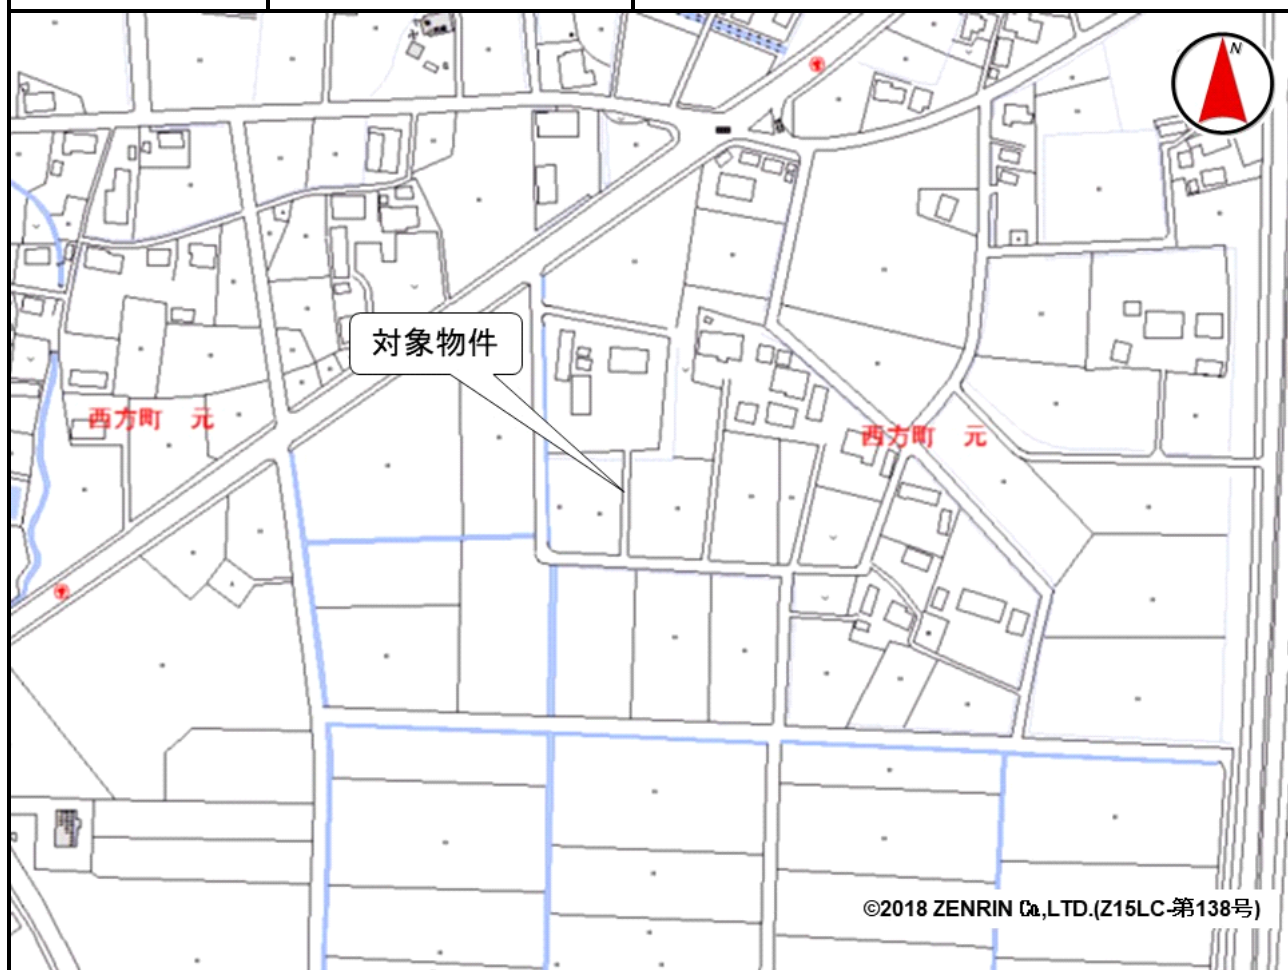 N
対象物件
西方町 元
西方町 元
©2018 ZENRIN Co,LTD.(Z15LC-第138号)